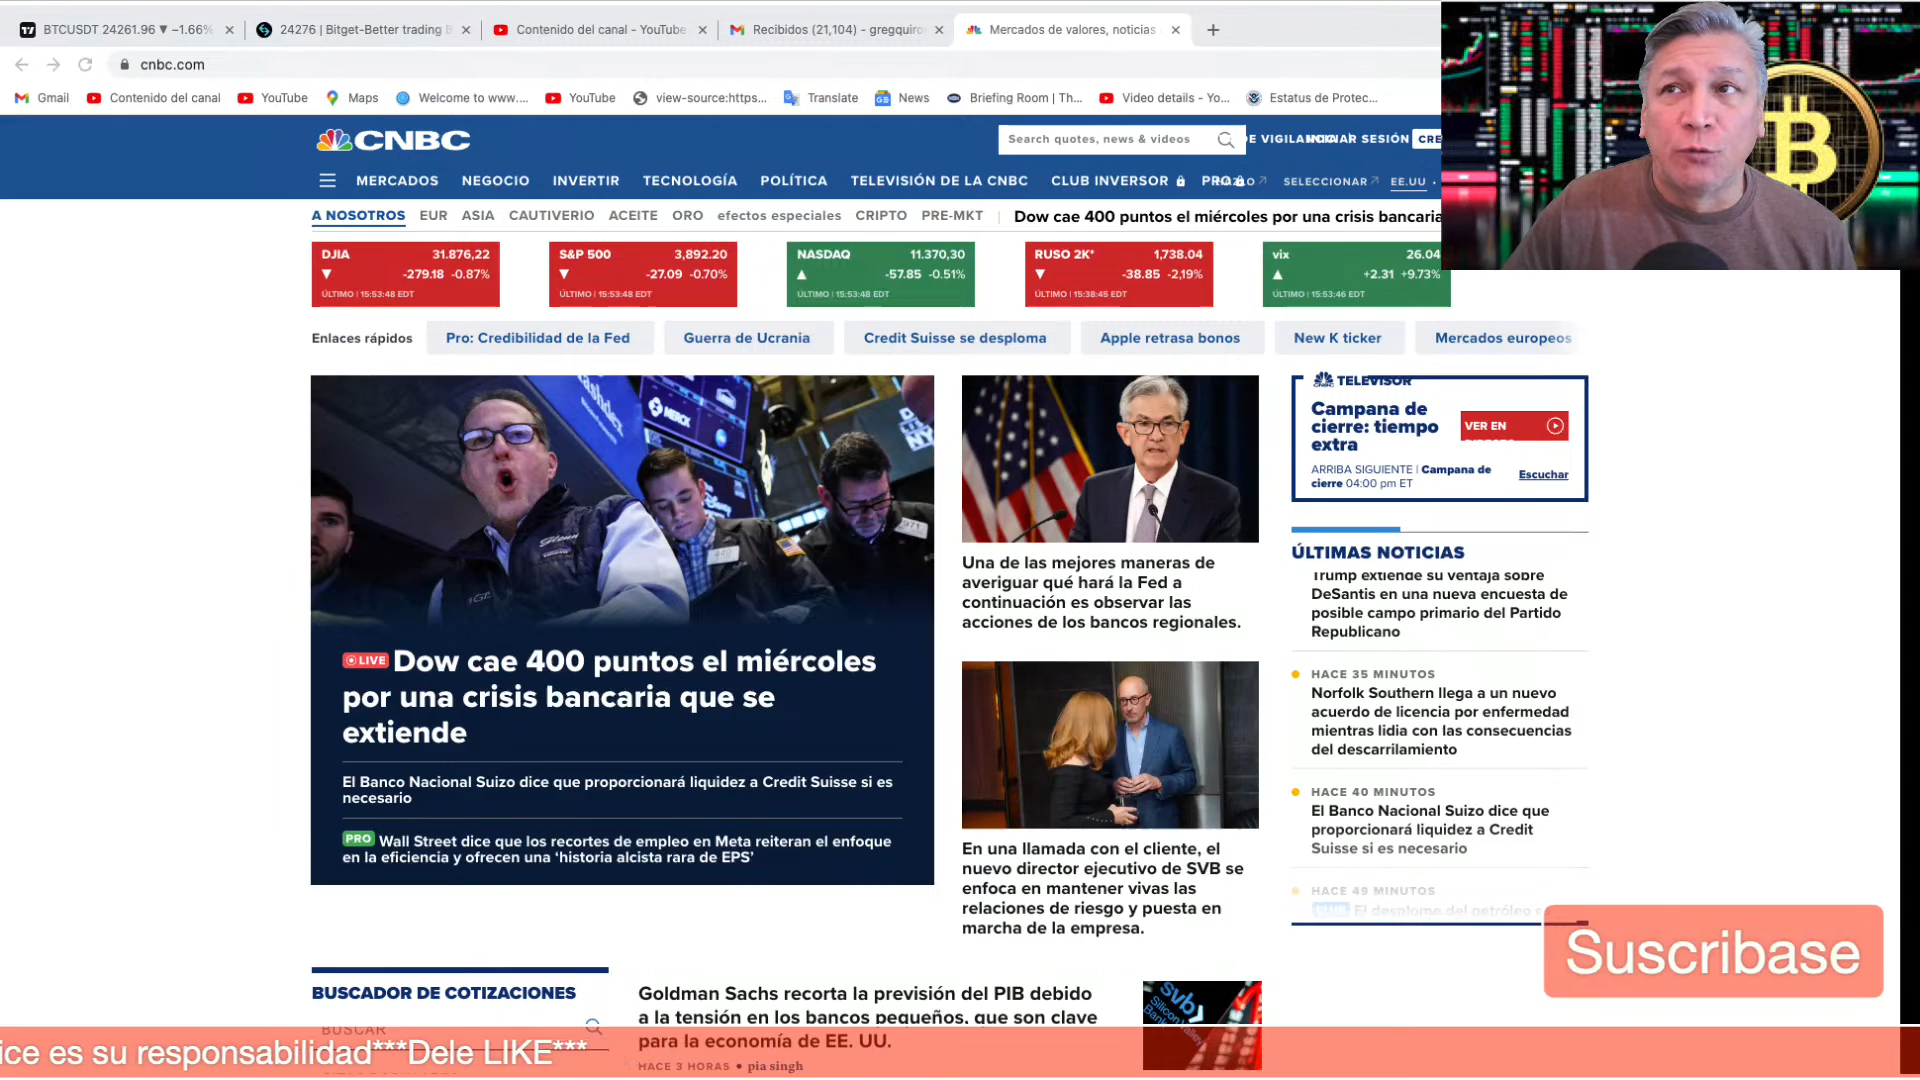 BTCUSDT 24261.96 ▼ −1.66%
24276 | Bitget-Better trading
Contenido del canal - YouTube
Recibidos (21,104) - gregquiro
Mercados de valores, noticias
cnbc.com
Gmail
Contenido del canal
YouTube
Maps
Welcome to www....
YouTube
view-source:https...
Translate
News
Briefing Room | Th...
Video details - Yo...
Estatus de Protec...
CNBC
Search quotes, news & videos
INICIAR SESIÓN
CRE
MERCADOS
NEGOCIO
INVERTIR
TECNOLOGÍA
POLÍTICA
TELEVISIÓN DE LA CNBC
CLUB INVERSOR
PRO
SELECCIONAR
EE.UU
A NOSOTROS
EUR
ASIA
CAUTIVERIO
ACEITE
ORO
efectos especiales
CRIPTO
PRE-MKT
Dow cae 400 puntos el miércoles por una crisis bancaria
DJIA 31.876,22
▼ -279.18 -0.87%
ÚLTIMO | 15:53:48 EDT
S&P 500 3,892.20
▼ -27.09 -0.70%
ÚLTIMO | 15:53:48 EDT
NASDAQ 11.370,30
▲ -57.85 -0.51%
ÚLTIMO | 15:53:48 EDT
RUSO 2K* 1,738.04
▼ -38.85 -2,19%
ÚLTIMO | 15:38:45 EDT
vix 26.04
▲ +2.31 +9.73%
ÚLTIMO | 15:53:46 EDT
Enlaces rápidos
Pro: Credibilidad de la Fed
Guerra de Ucrania
Credit Suisse se desploma
Apple retrasa bonos
New K ticker
Mercados europeos
LIVE Dow cae 400 puntos el miércoles
por una crisis bancaria que se
extiende
El Banco Nacional Suizo dice que proporcionará liquidez a Credit Suisse si es
necesario
PRO Wall Street dice que los recortes de empleo en Meta reiteran el enfoque
en la eficiencia y ofrecen una ‘historia alcista rara de EPS’
Una de las mejores maneras de
averiguar qué hará la Fed a
continuación es observar las
acciones de los bancos regionales.
En una llamada con el cliente, el
nuevo director ejecutivo de SVB se
enfoca en mantener vivas las
relaciones de riesgo y puesta en
marcha de la empresa.
TELEVISOR
Campana de
cierre: tiempo
extra
VER EN
ARRIBA SIGUIENTE | Campana de
cierre 04:00 pm ET
Escuchar
ÚLTIMAS NOTICIAS
Trump extiende su ventaja sobre
DeSantis en una nueva encuesta de
posible campo primario del Partido
Republicano
HACE 35 MINUTOS
Norfolk Southern llega a un nuevo
acuerdo de licencia por enfermedad
mientras lidia con las consecuencias
del descarrilamiento
HACE 40 MINUTOS
El Banco Nacional Suizo dice que
proporcionará liquidez a Credit
Suisse si es necesario
HACE 49 MINUTOS
El desplome del petróleo
Suscribase
BUSCADOR DE COTIZACIONES
BUSCAR
Goldman Sachs recorta la previsión del PIB debido
a la tensión en los bancos pequeños, que son clave
para la economía de EE. UU.
HACE 3 HORAS • pia singh
svb
Silicon Valley
Bank
ice es su responsabilidad***Dele LIKE***